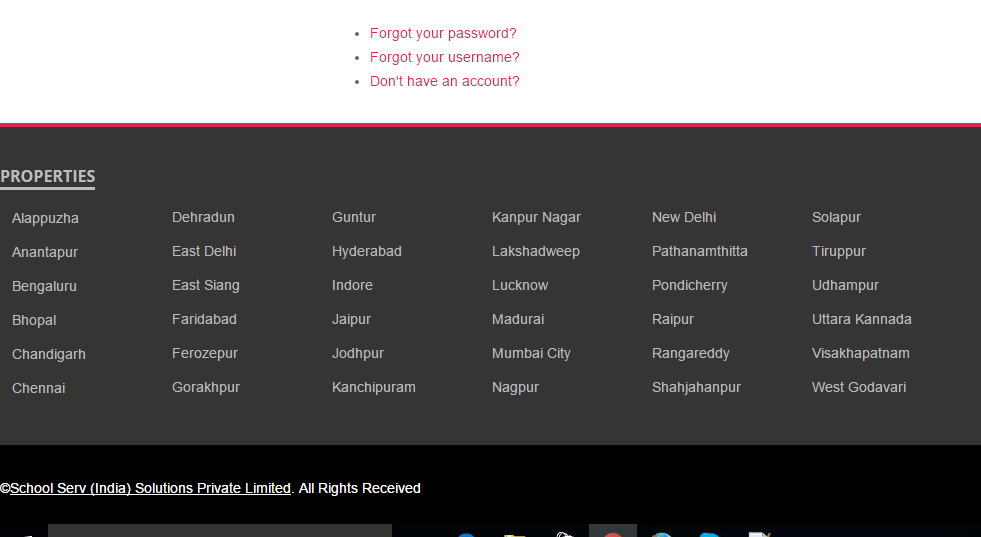 Forgot your password?
Forgot your username?
Don't have an account?
PROPERTIES
Alappuzha
Anantapur
Bengaluru
Bhopal
Chandigarh
Chennai
Dehradun
East Delhi
East Siang
Faridabad
Ferozepur
Gorakhpur
Guntur
Hyderabad
Indore
Jaipur
Jodhpur
Kanchipuram
Kanpur Nagar
Lakshadweep
Lucknow
Madurai
Mumbai City
Nagpur
New Delhi
Pathanamthitta
Pondicherry
Raipur
Rangareddy
Shahjahanpur
Solapur
Tiruppur
Udhampur
Uttara Kannada
Visakhapatnam
West Godavari
©School Serv (India) Solutions Private Limited. All Rights Received